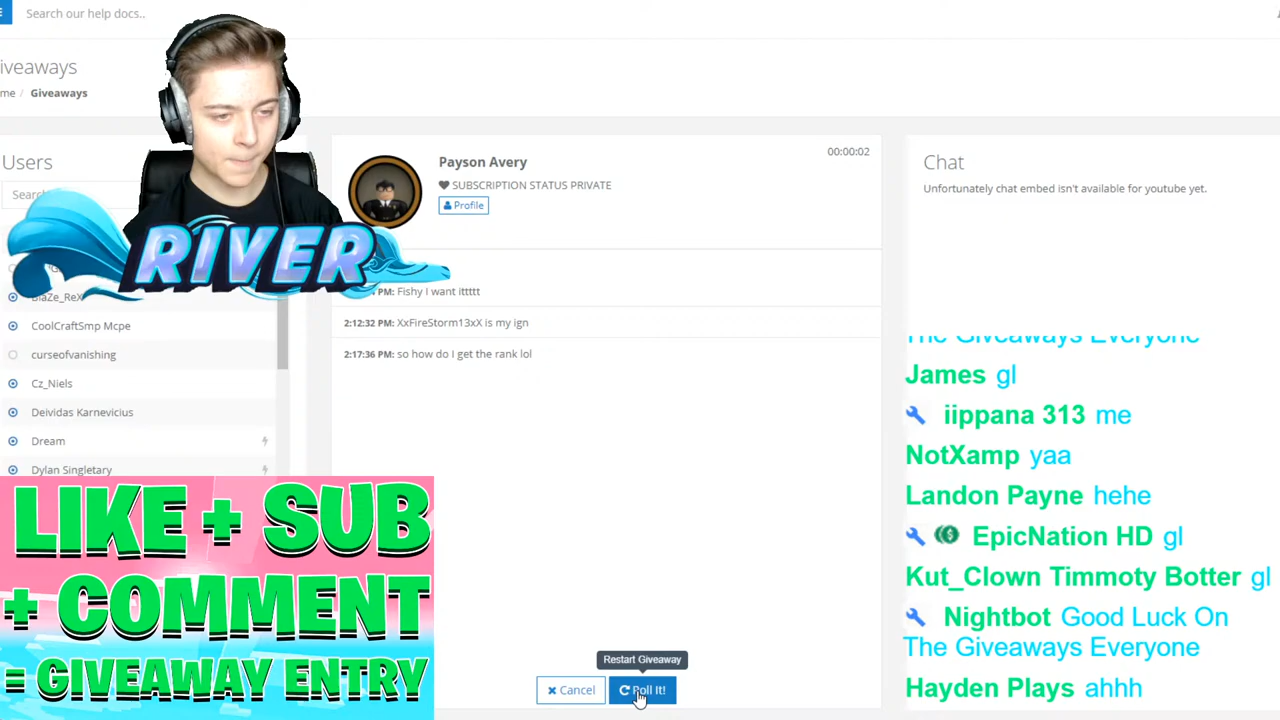 Search our help docs..
iveaways
me / Giveaways
Users
Sear
BlaZe_ReX
CoolCraftSmp Mcpe
curseofvanishing
Cz_Niels
Deividas Karnevicius
Dream
Dylan Singletary
RIVER
LIKE + SUB
+ COMMENT
= GIVEAWAY ENTRY
Payson Avery
00:00:02
SUBSCRIPTION STATUS PRIVATE
Profile
PM: Fishy I want ittttt
2:12:32 PM: XxFireStorm13xX is my ign
2:17:36 PM: so how do I get the rank lol
Restart Giveaway
Cancel
Roll It!
Chat
Unfortunately chat embed isn't available for youtube yet.
The Giveaways Everyone
James gl
iippana 313 me
NotXamp yaa
Landon Payne hehe
EpicNation HD gl
Kut_Clown Timmoty Botter gl
Nightbot Good Luck On
The Giveaways Everyone
Hayden Plays ahhh